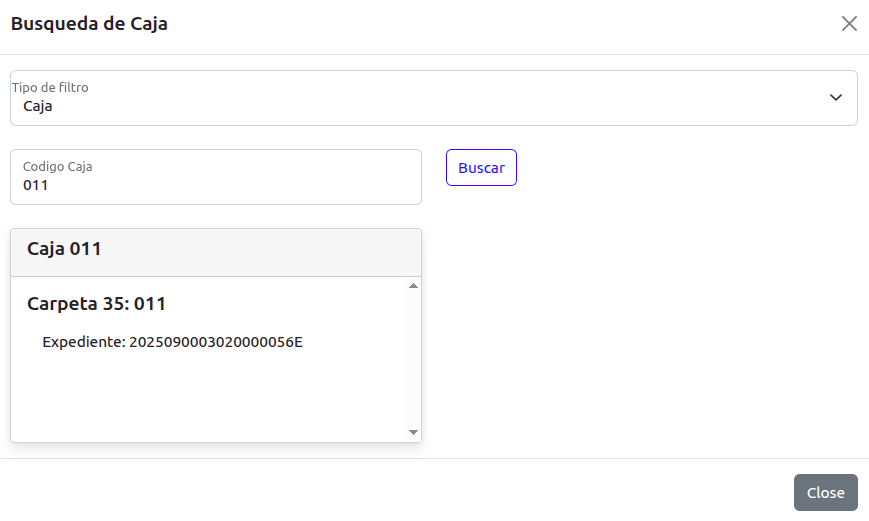 Busqueda de Caja
Tipo de filtro
Caja
Codigo Caja
011
Buscar
Caja 011
Carpeta 35: 011
Expediente: 2025090003020000056E
Close